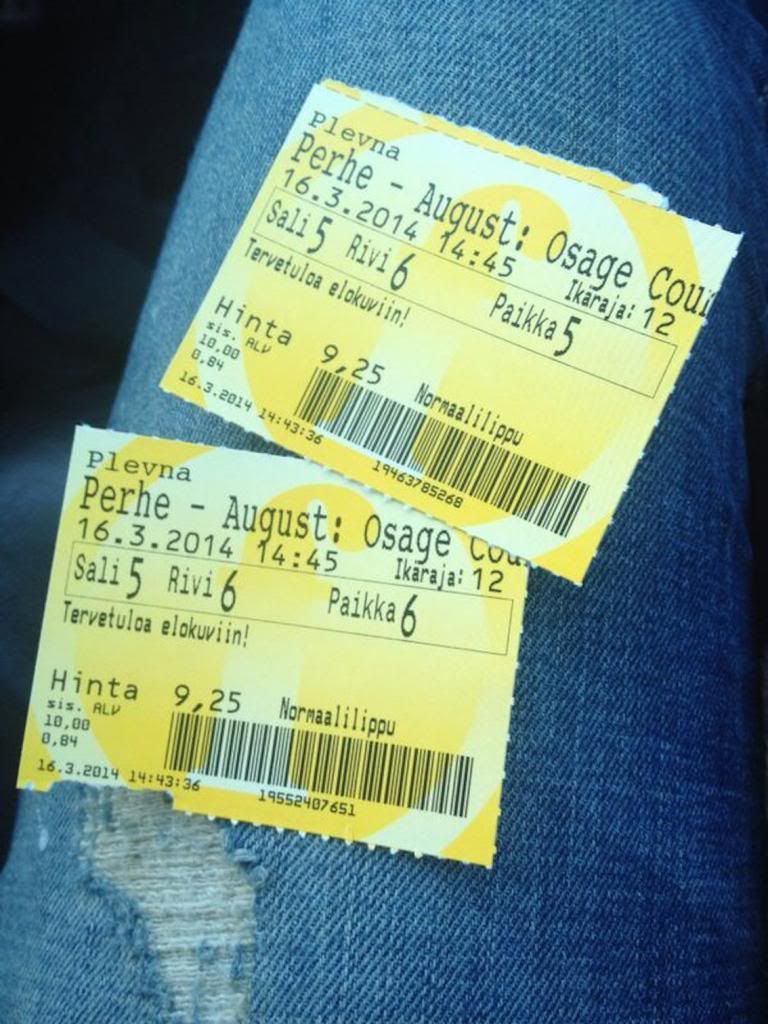 Plevna
Perhe - August: Osage Cou
16.3.2014 14:45 Ikäraja: 12
Sali 5 Rivi 6 Paikka 5
Tervetuloa elokuviin!
Hinta 9,25 Normaalilippu
sis. ALV
10,00
0,84
16.3.2014 14:43:36 19463785268
Plevna
Perhe - August: Osage Cou
16.3.2014 14:45 Ikäraja: 12
Sali 5 Rivi 6 Paikka 6
Tervetuloa elokuviin!
Hinta 9,25 Normaalilippu
sis. ALV
10,00
0,84
16.3.2014 14:43:36 19552407651